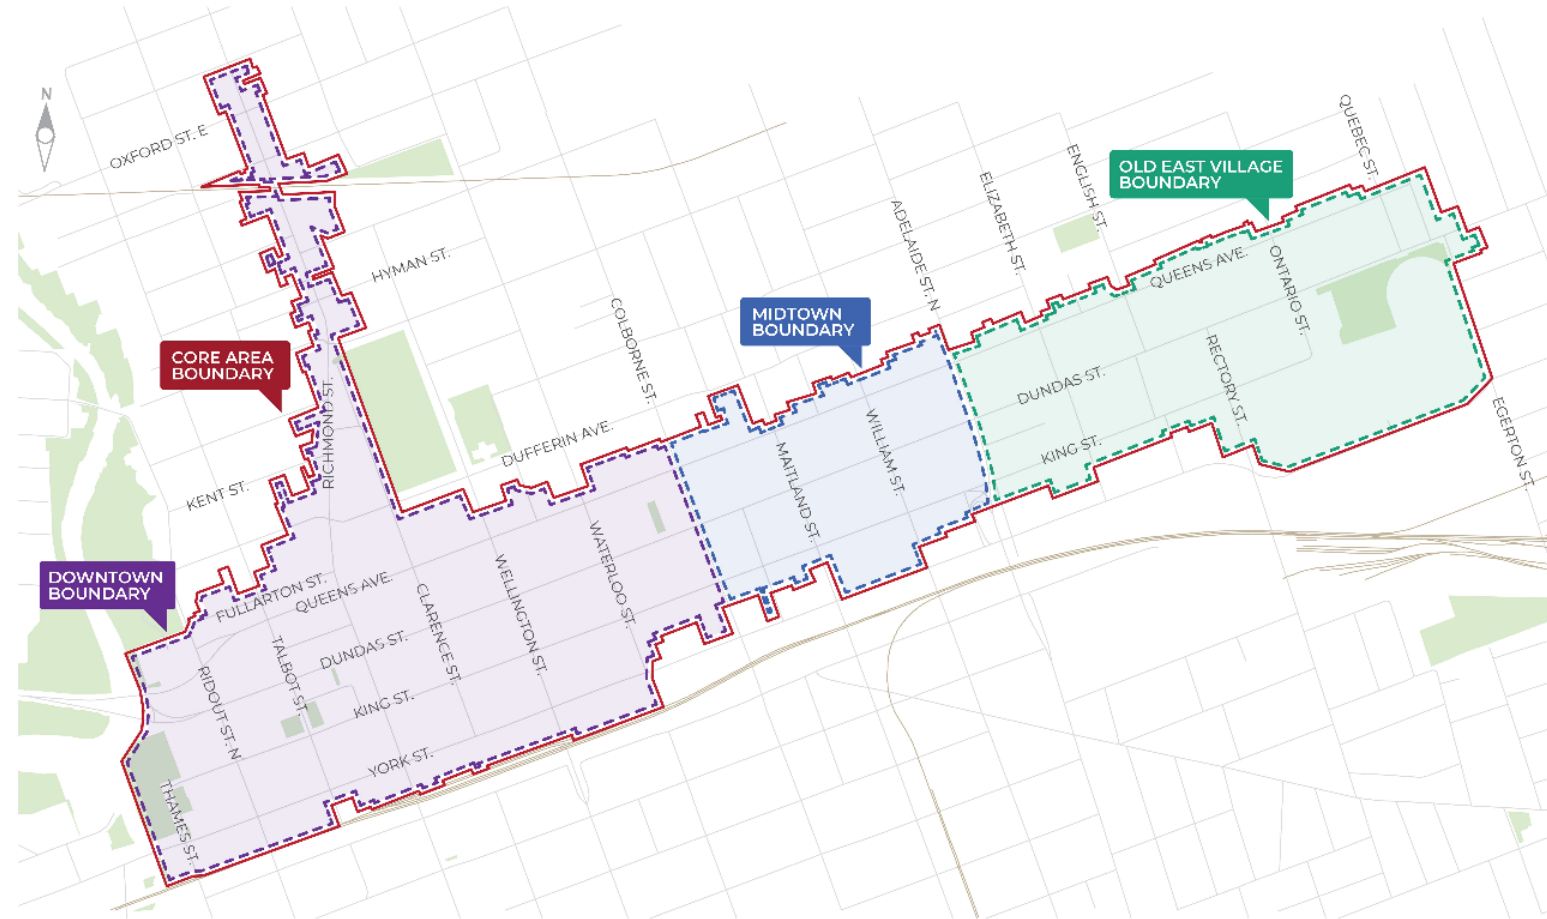 N
OXFORD ST. E
QUEBEC ST.
ENGLISH ST.
OLD EAST VILLAGE
BOUNDARY
ELIZABETH ST.
ADELAIDE ST. N
HYMAN ST.
QUEENS AVE.
ONTARIO ST.
COLBORNE ST.
MIDTOWN
BOUNDARY
CORE AREA
BOUNDARY
RICHMOND ST.
DUNDAS ST.
RECTORY ST.
EGERTON ST.
DUFFERIN AVE.
WILLIAM ST.
MAITLAND ST.
KING ST.
KENT ST.
WATERLOO ST.
WELLINGTON ST.
CLARENCE ST.
DOWNTOWN
BOUNDARY
FULLARTON ST.
QUEENS AVE.
DUNDAS ST.
TALBOT ST.
RIDOUT ST. N
KING ST.
YORK ST.
THAMES ST.